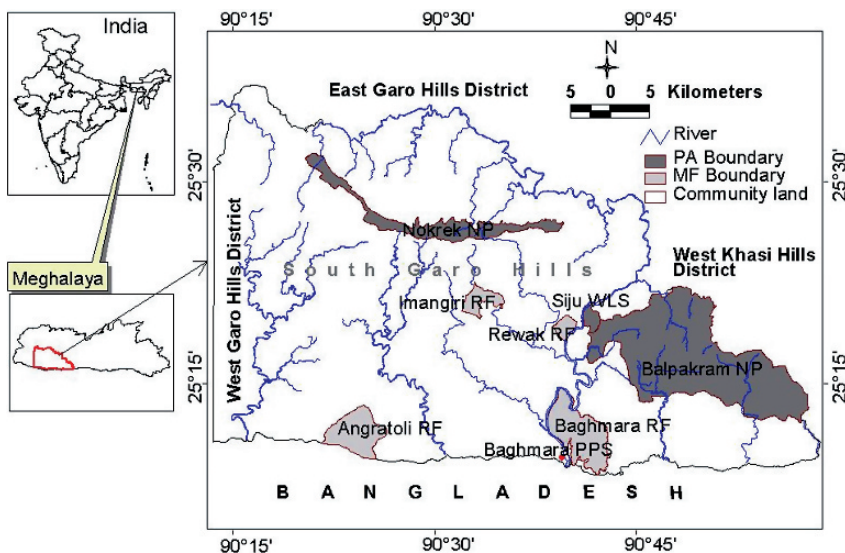 India
Meghalaya
90°15'
90°30'
90°45'
East Garo Hills District
N
5 0 5 Kilometers
River
PA Boundary
MF Boundary
Community land
25°30'
25°30'
Nokrek NP
West Garo Hills District
South Garo Hills
West Khasi Hills
District
Imangiri RF
Siju WLS
Rewak RF
Balpakram NP
25°15'
25°15'
Angratoli RF
Baghmara RF
Baghmara PPS
BANGLADESH
90°15'
90°30'
90°45'